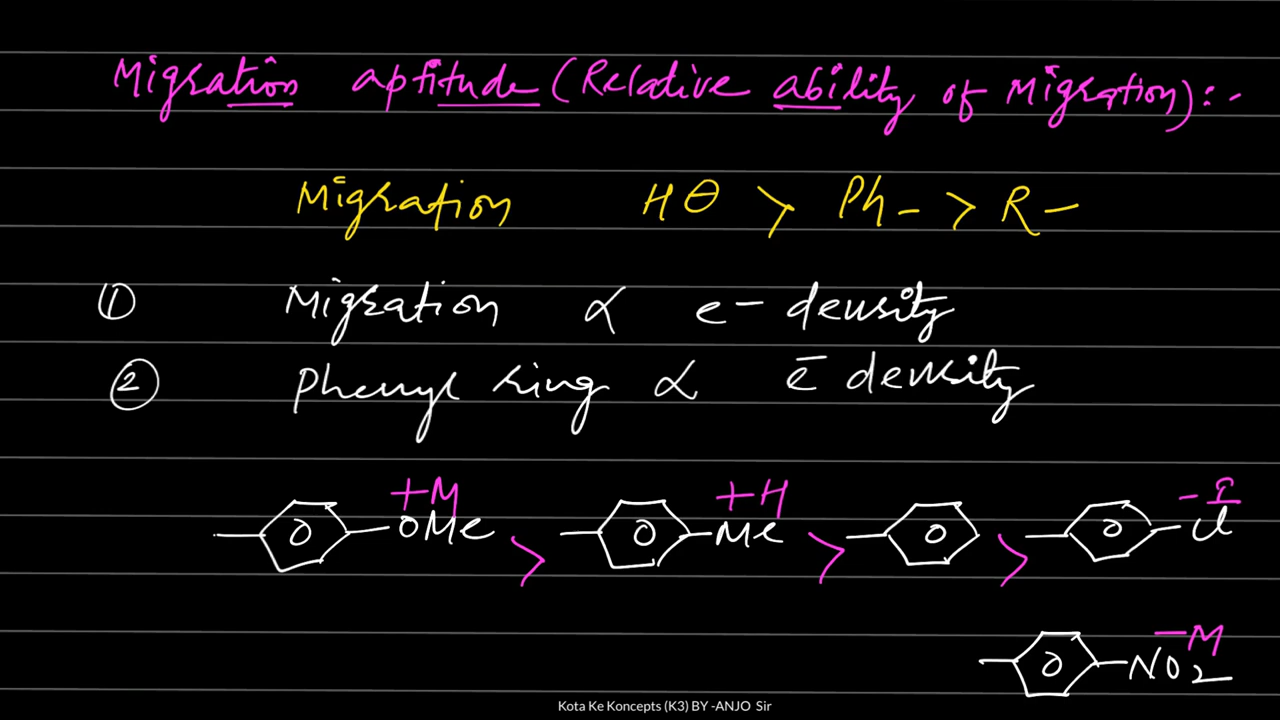 Migration aptitude (Relative ability of Migration):-
Migration H⊖ > Ph- > R-
① Migration ∝ e- density
② Phenyl ring ∝ e̅ density
+M +H -I
OMe > Me > > Cl
-M
NO2
Kota Ke Koncepts (K3) BY -ANJO Sir